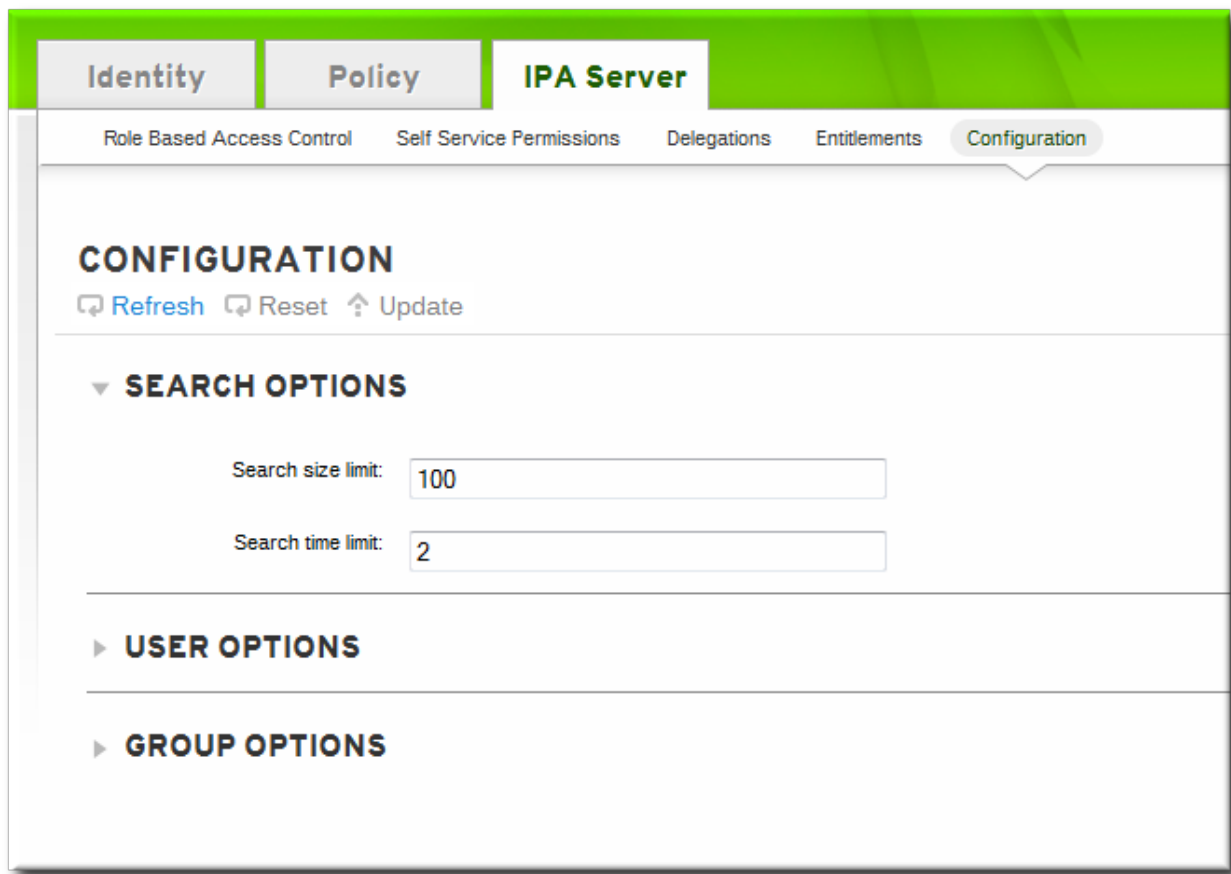 Identity Policy IPA Server
Role Based Access Control Self Service Permissions Delegations Entitlements Configuration
CONFIGURATION
Refresh Reset Update
SEARCH OPTIONS
Search size limit: 100
Search time limit: 2
USER OPTIONS
GROUP OPTIONS